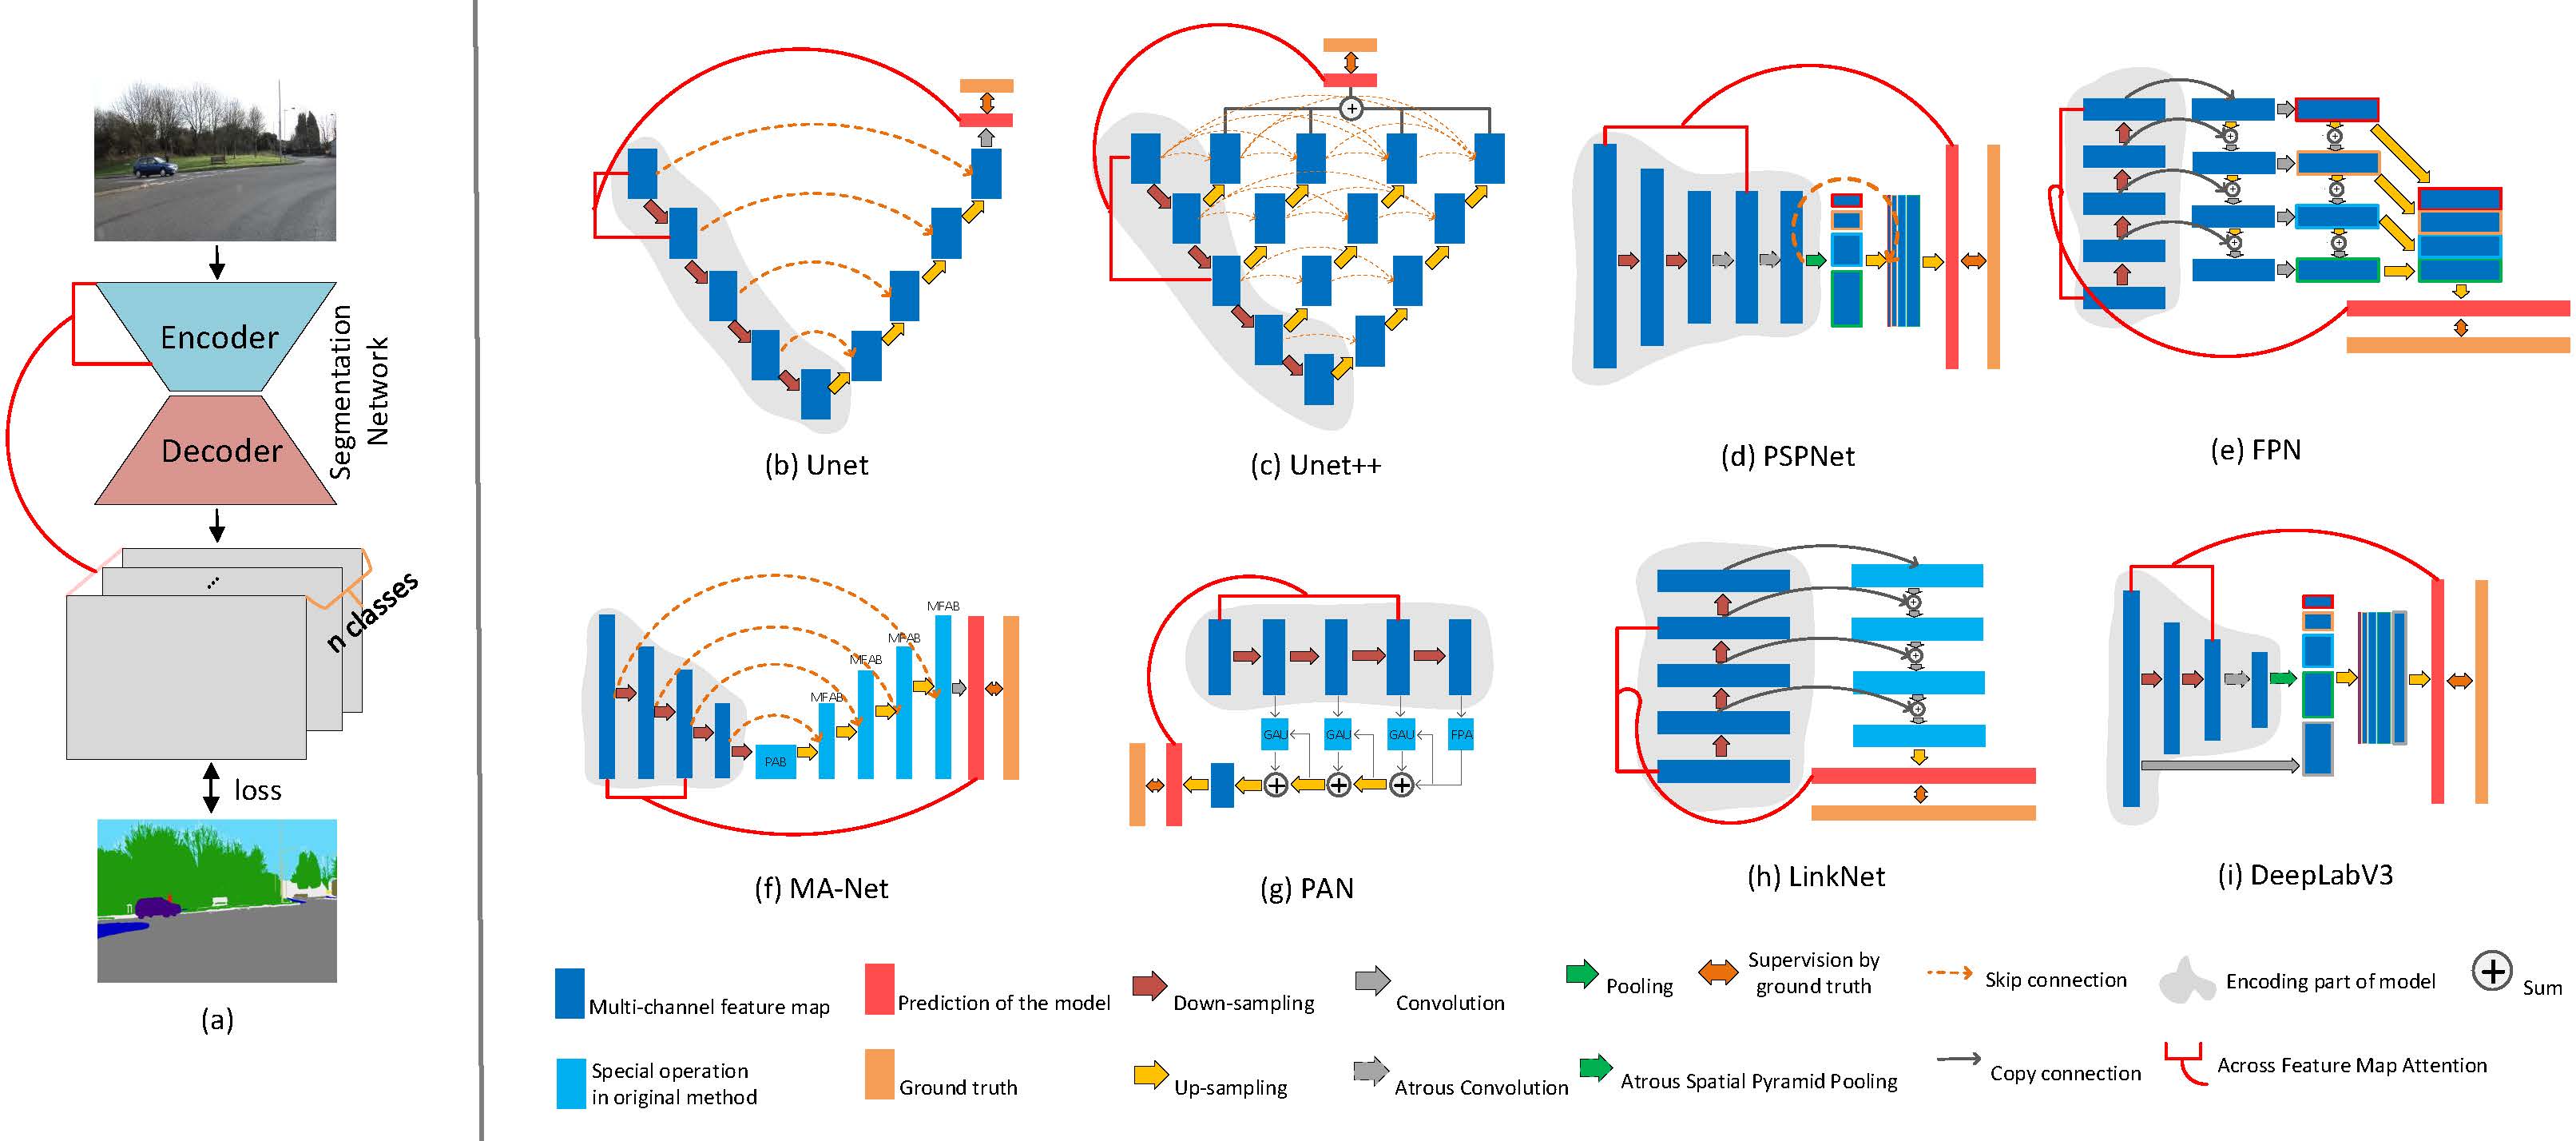 Encoder
Decoder
Segmentation
Network
...
n classes
loss
(a)
(b) Unet
(c) Unet++
(d) PSPNet
(e) FPN
MFAB
MFAB
MFAB
MFAB
PAB
(f) MA-Net
GAU
GAU
GAU
FPA
(g) PAN
(h) LinkNet
(i) DeepLabV3
Multi-channel feature map
Prediction of the model
Down-sampling
Convolution
Pooling
Supervision by
ground truth
Skip connection
Encoding part of model
Sum
Special operation
in original method
Ground truth
Up-sampling
Atrous Convolution
Atrous Spatial Pyramid Pooling
Copy connection
Across Feature Map Attention